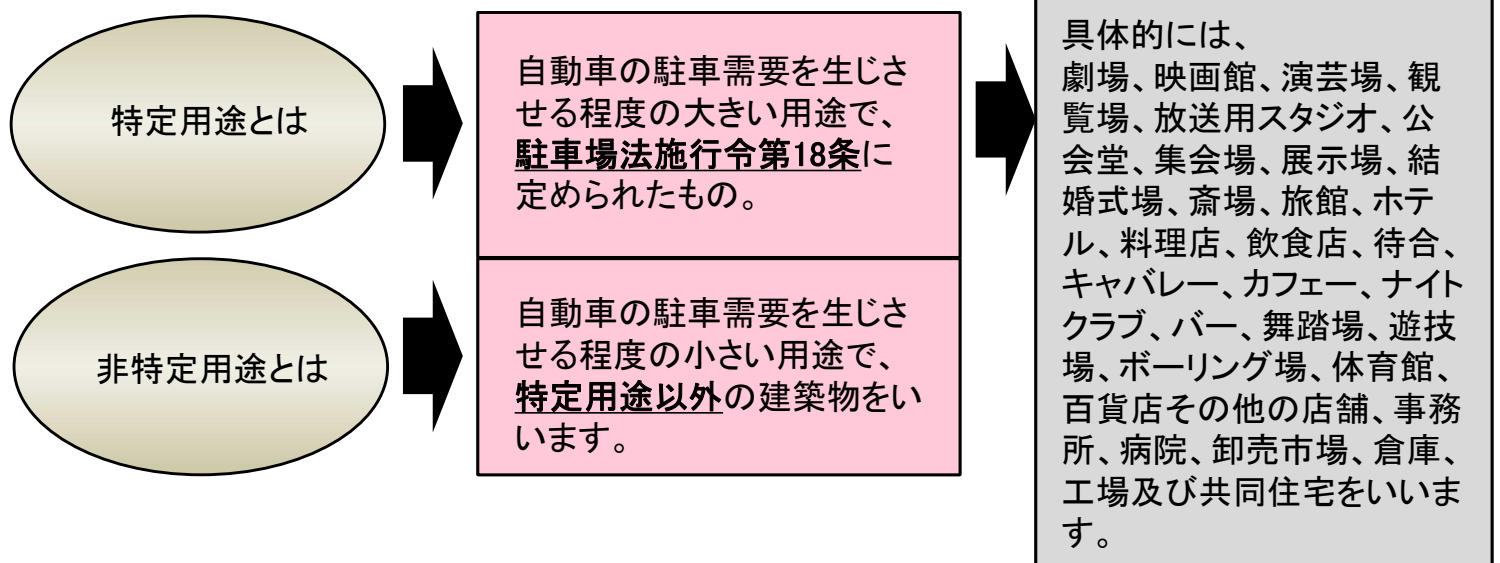 特定用途とは
自動車の駐車需要を生じさ
せる程度の大きい用途で、
駐車場法施行令第18条に
定められたもの。
具体的には、
劇場、映画館、演芸場、観
覧場、放送用スタジオ、公
会堂、集会場、展示場、結
婚式場、斎場、旅館、ホテ
ル、料理店、飲食店、待合、
キャバレー、カフェー、ナイト
クラブ、バー、舞踏場、遊技
場、ボーリング場、体育館、
百貨店その他の店舗、事務
所、病院、卸売市場、倉庫、
工場及び共同住宅をいいま
す。
非特定用途とは
自動車の駐車需要を生じさ
せる程度の小さい用途で、
特定用途以外の建築物をい
います。